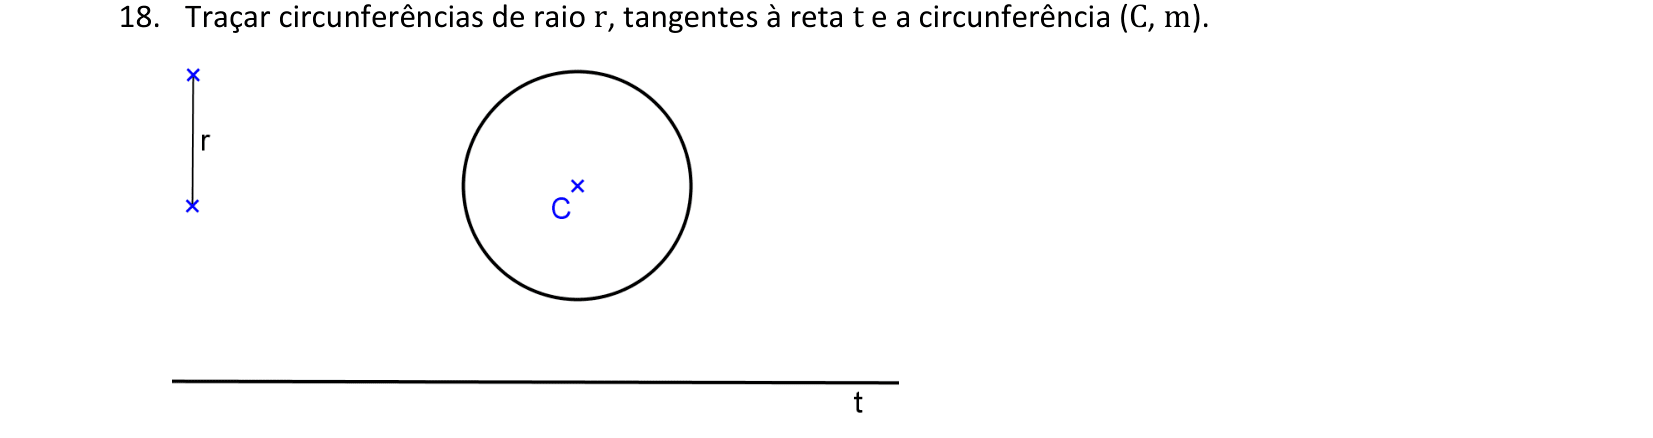 18. Traçar circunferências de raio r, tangentes à reta t e a circunferência (C, m).
r
C
t